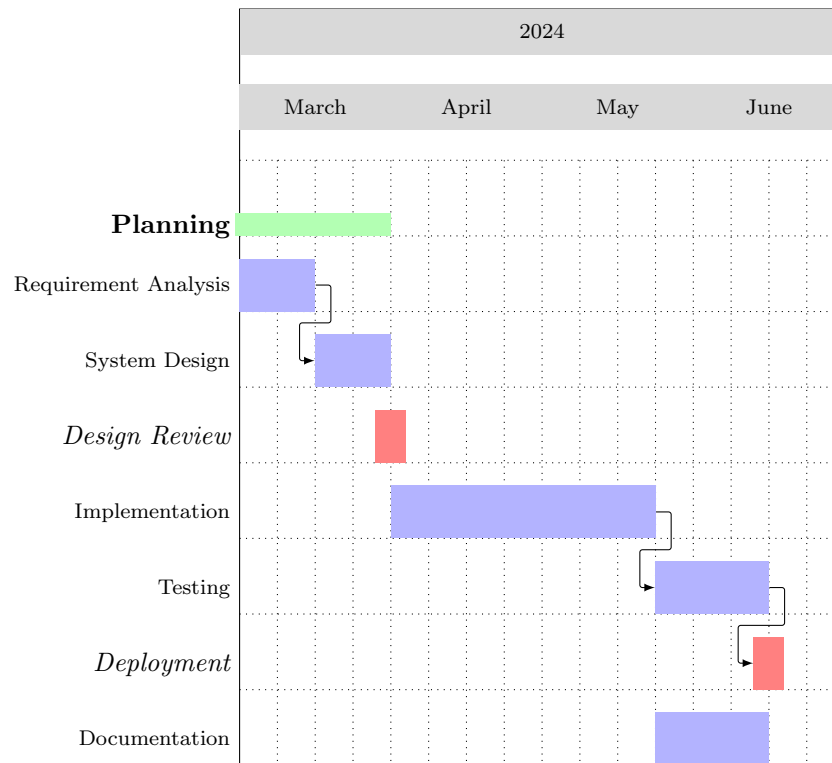 2024
March April May June
Planning
Requirement Analysis
System Design
Design Review
Implementation
Testing
Deployment
Documentation